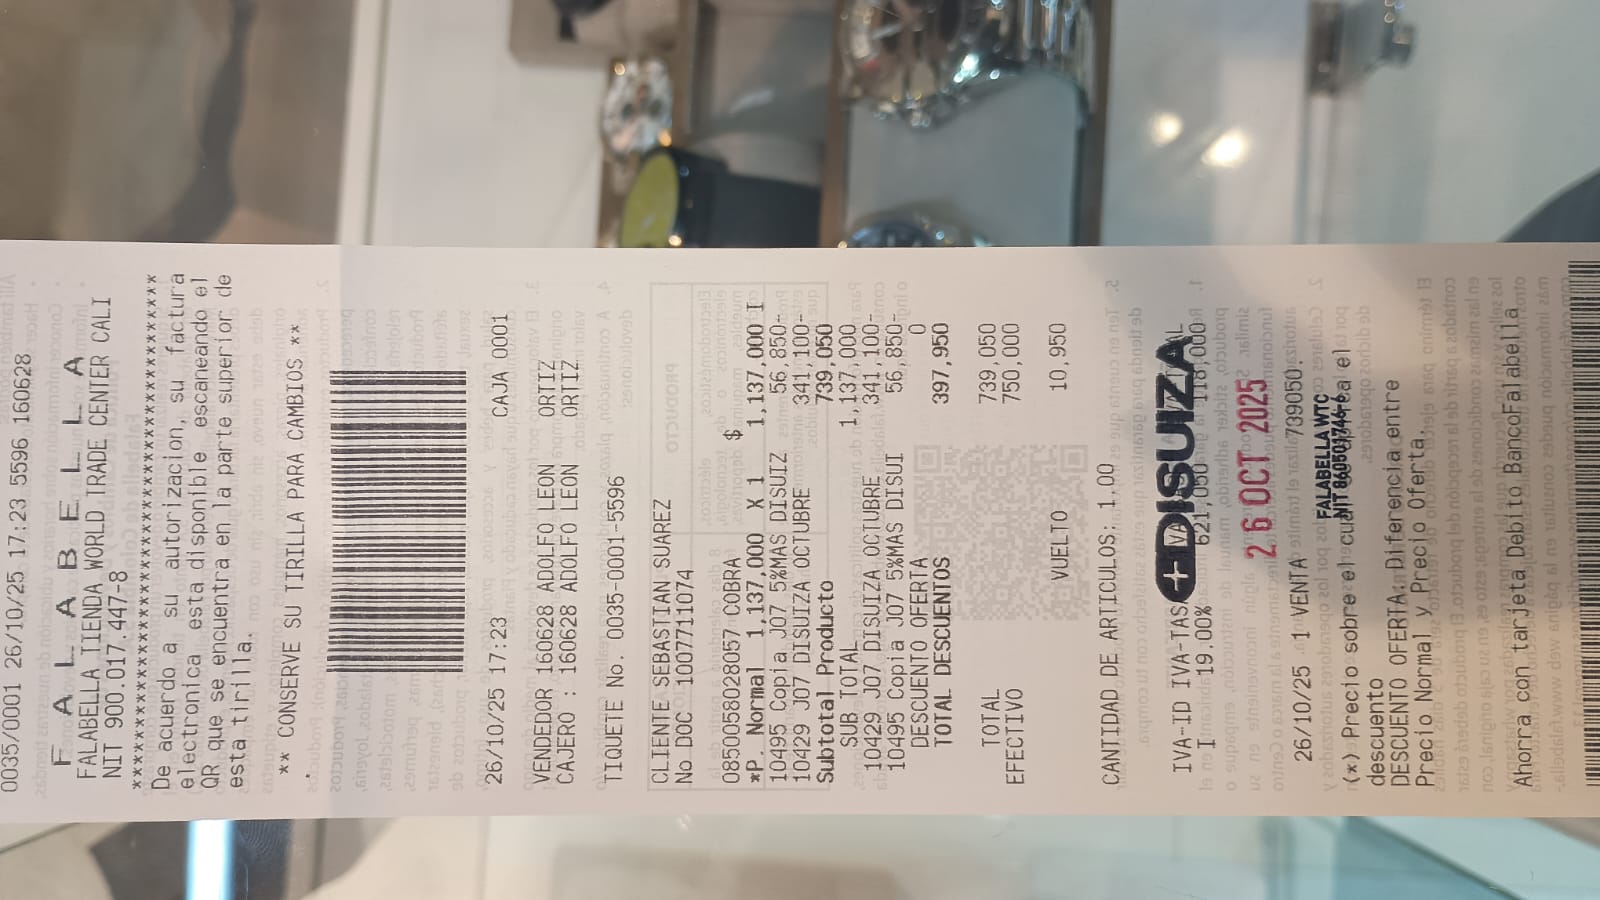 0035/0001 26/10/25 17:23 5596 160628
F A L A B E L L A
FALABELLA TIENDA WORLD TRADE CENTER CALI
NIT 900.017.447-8
****************************************
De acuerdo a su autorizacion, su factura
electronica esta disponible escaneando el
QR que se encuentra en la parte superior de
esta tirilla.
** CONSERVE SU TIRILLA PARA CAMBIOS **
26/10/25 17:23 CAJA 0001
VENDEDOR 160628 ADOLFO LEON ORTIZ
CAJERO : 160628 ADOLFO LEON ORTIZ
TIQUETE No. 0035-0001-5596
CLIENTE SEBASTIAN SUAREZ
No DOC 1007711074
0850058028057 COBRA $
*P. Normal 1,137,000 X 1 1,137,000 I
10495 Copia J07 5%MAS DISUIZ 56,850-
10429 J07 DISUIZA OCTUBRE 341,100-
Subtotal Producto 739,050
SUB TOTAL 1,137,000
10429 J07 DISUIZA OCTUBRE 341,100-
10495 Copia J07 5%MAS DISUI 56,850-
DESCUENTO OFERTA 0
TOTAL DESCUENTOS 397,950
TOTAL 739,050
EFECTIVO 750,000
VUELTO 10,950
CANTIDAD DE ARTICULOS: 1,00
IVA-ID IVA-TAS
DISUIZA
I 19.00% 621,050 118,000
26 OCT 2025
26/10/25 1 VENTA 739050.
FALABELLA WTC
(*) Precio sobre el cual se
descuento
DESCUENTO OFERTA: Diferencia entre
Precio Normal y Precio Oferta.
Ahorra con tarjeta Debito BancoFalabella